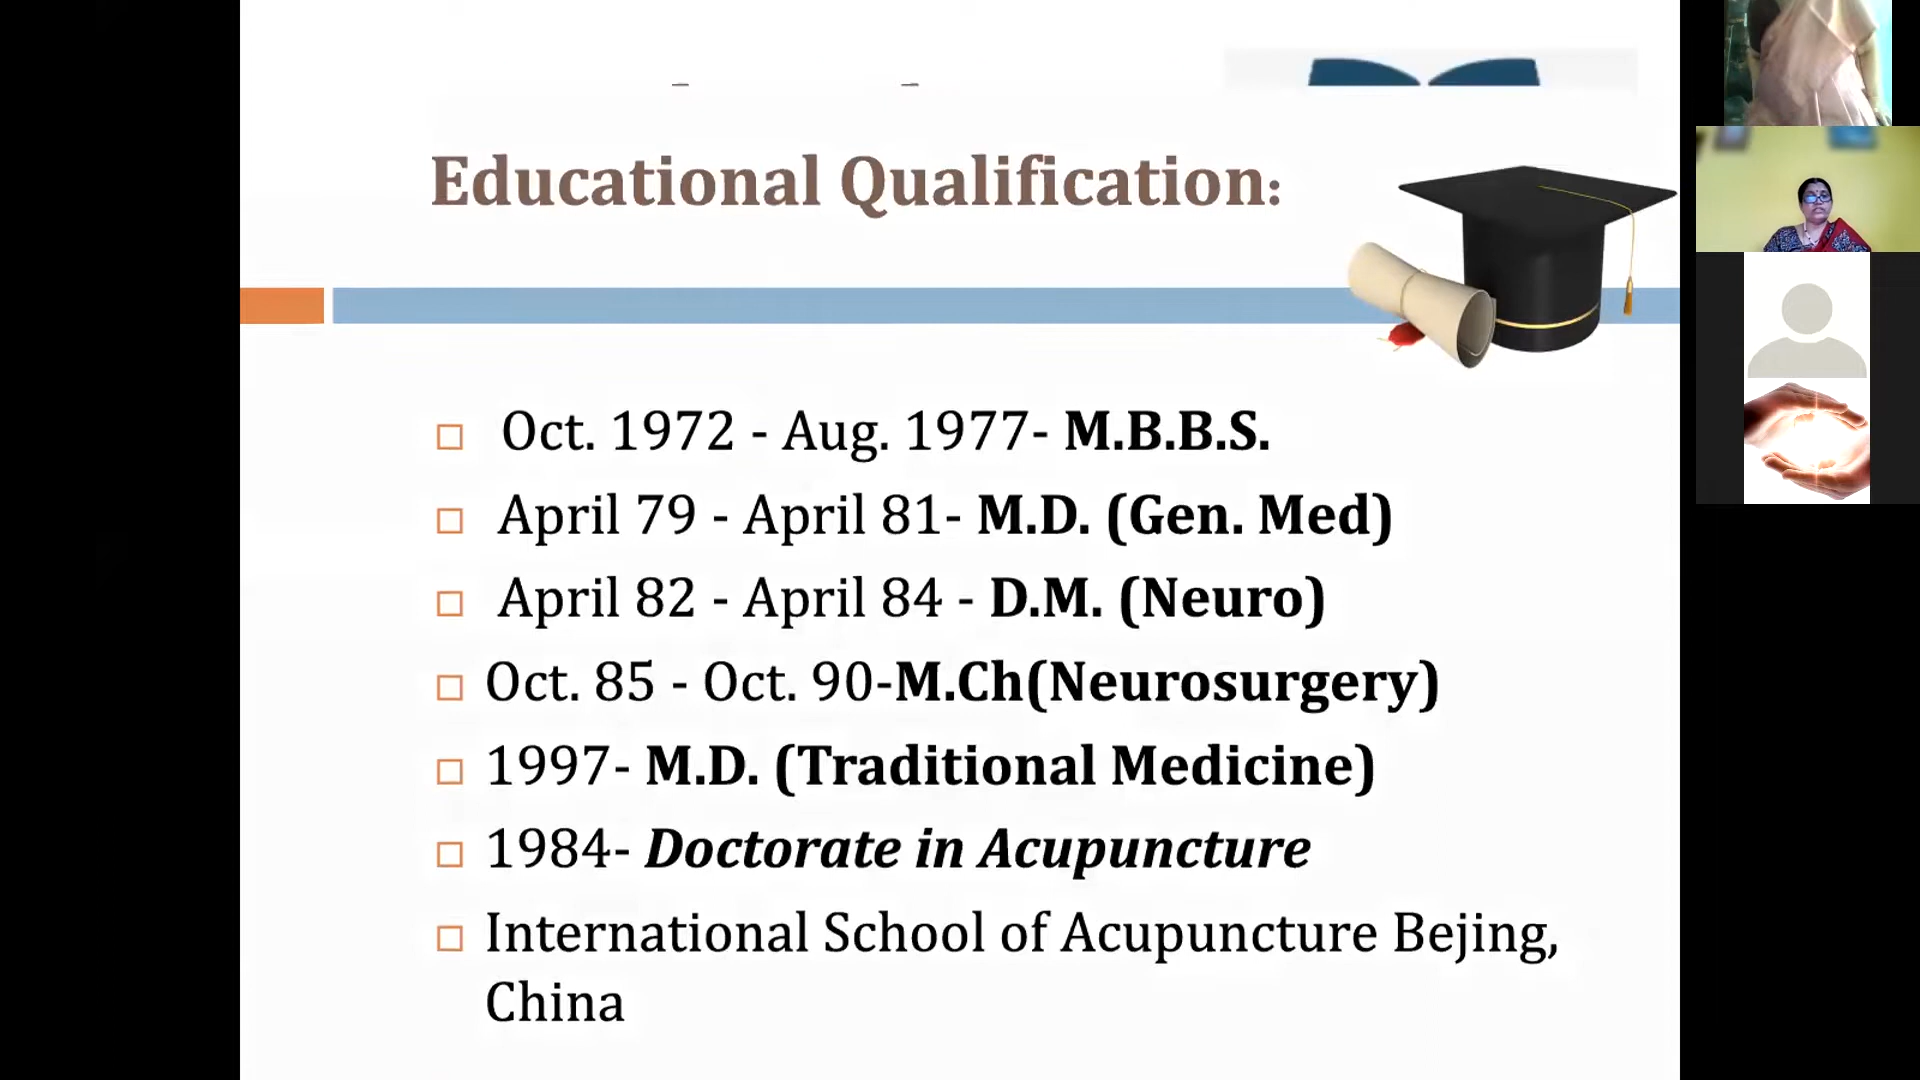 Educational Qualification:
Oct. 1972 - Aug. 1977- M.B.B.S.
April 79 - April 81- M.D. (Gen. Med)
April 82 - April 84 - D.M. (Neuro)
Oct. 85 - Oct. 90-M.Ch(Neurosurgery)
1997- M.D. (Traditional Medicine)
1984- Doctorate in Acupuncture
International School of Acupuncture Bejing,
China